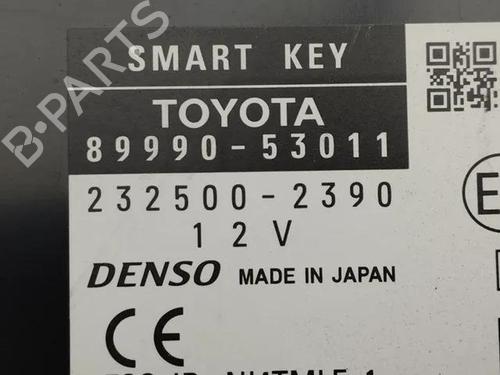 SMART KEY
TOYOTA
89990-53011
232500-2390
12V
DENSO MADE IN JAPAN
CE
E
B-PARTS